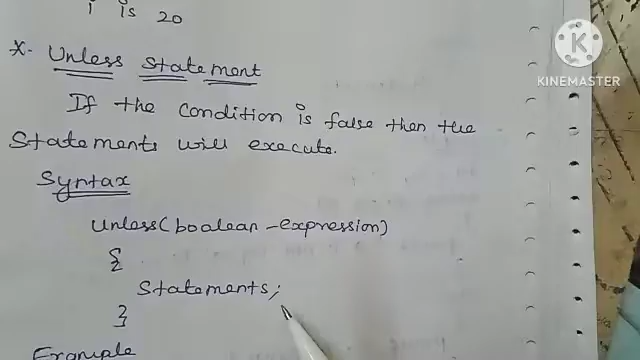 i is 20
*. Unless Statement
If the condition is false then the
Statements will execute.
Syntax
Unless(boolean-expression)
{
Statements;
}
Example
KINEMASTER